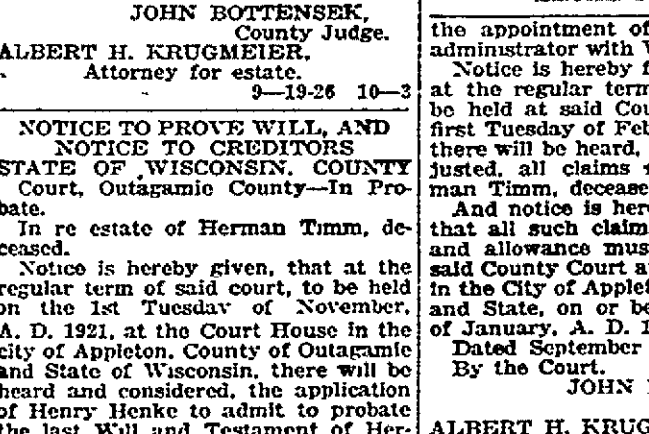 JOHN BOTTENSEK,
County Judge.
ALBERT H. KRUGMEIER,
Attorney for estate.
9—19-26 10—3
NOTICE TO PROVE WILL, AND
NOTICE TO CREDITORS
STATE OF WISCONSIN. COUNTY
Court, Outagamie County—In Pro-
bate.
In re estate of Herman Timm, de-
ceased.
Notice is hereby given, that at the
regular term of said court, to be held
on the 1st Tuesday of November,
A. D. 1921, at the Court House in the
city of Appleton, County of Outagamie
and State of Wisconsin, there will be
heard and considered, the application
of Henry Henke to admit to probate
the last Will and Testament of Her-
the appointment of
administrator with
Notice is hereby
at the regular term
be held at said
first Tuesday of
there will be heard,
justed, all claims
man Timm,
And notice is
that all such
and allowance
said County Court
in the City of
and State, on or
of January, A. D. 1
Dated September
By the Court.
JOHN
ALBERT H. KRUG